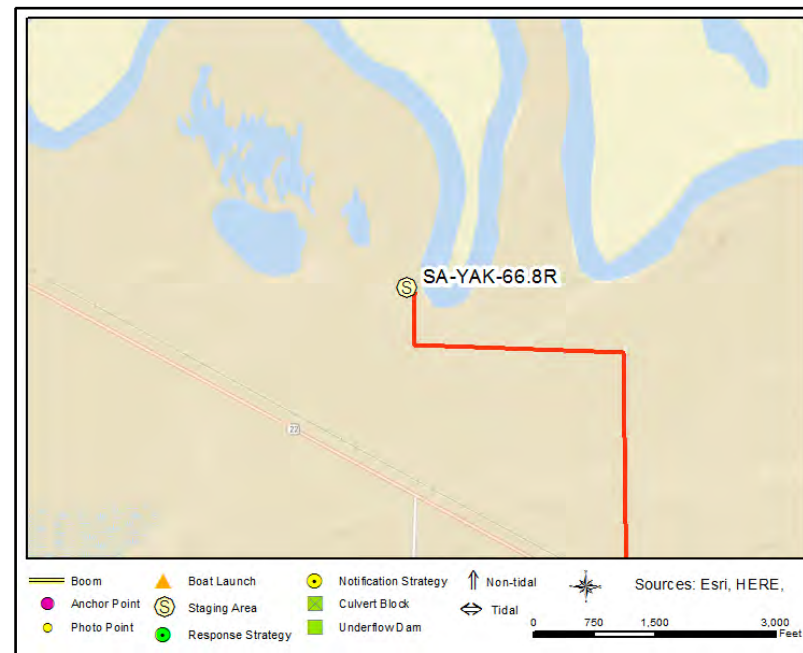 SA-YAK-66.8R
S
22
Boom
Boat Launch
Notification Strategy
Non-tidal
Sources: Esri, HERE,
Anchor Point
S
Staging Area
Culvert Block
Tidal
Photo Point
Response Strategy
Underflow Dam
0 750 1,500 3,000
Feet